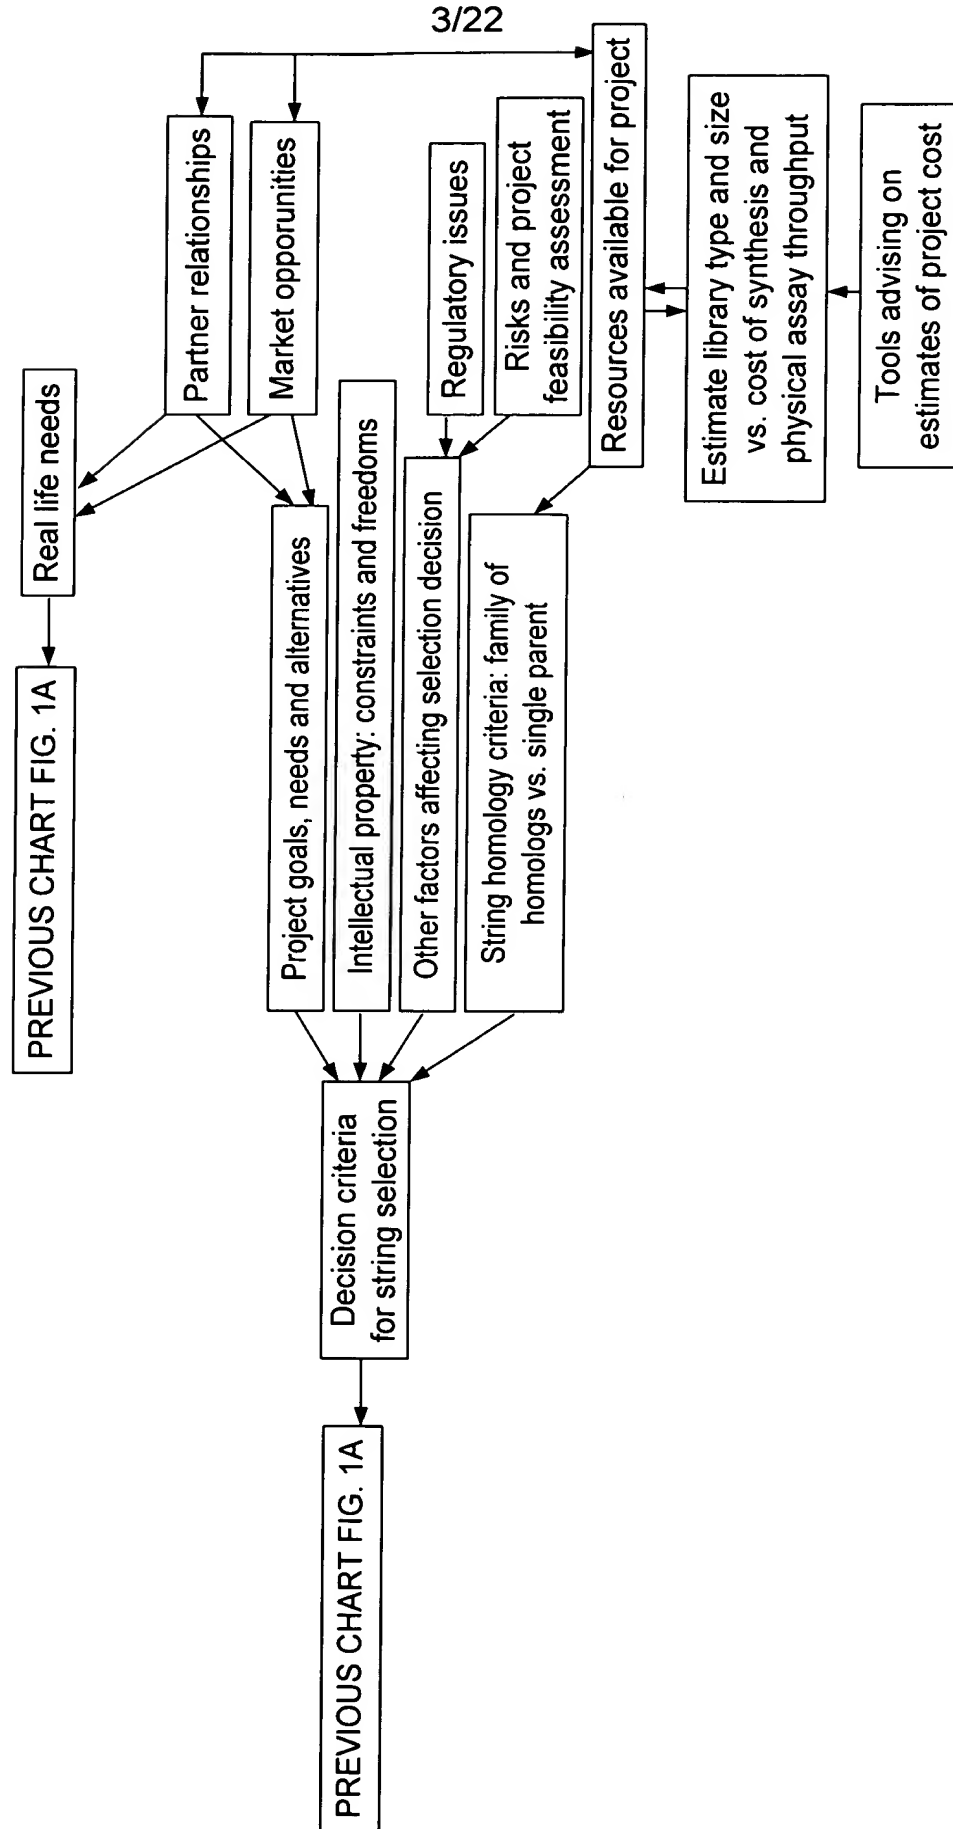 3/22
PREVIOUS CHART FIG. 1A
Real life needs
Partner relationships
Market opporunities
Project goals, needs and alternatives
Intellectual property: constraints and freedoms
Regulatory issues
Other factors affecting selection decision
Risks and project
feasibility assessment
String homology criteria: family of
homologs vs. single parent
Resources available for project
Decision criteria
for string selection
PREVIOUS CHART FIG. 1A
Estimate library type and size
vs. cost of synthesis and
physical assay throughput
Tools advising on
estimates of project cost